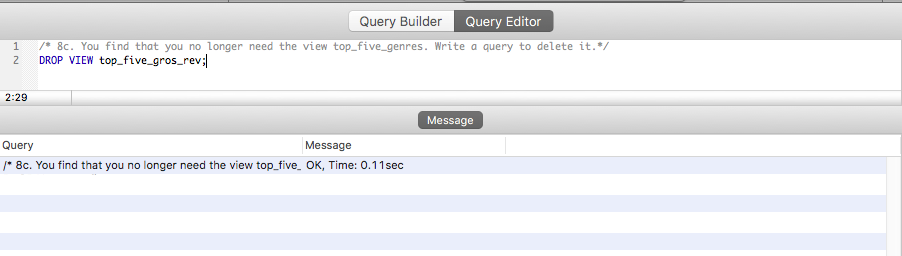 Query Builder Query Editor
1 /* 8c. You find that you no longer need the view top_five_genres. Write a query to delete it.*/
2 DROP VIEW top_five_gros_rev;
2:29
Message
Query Message
/* 8c. You find that you no longer need the view top_five_ OK, Time: 0.11sec